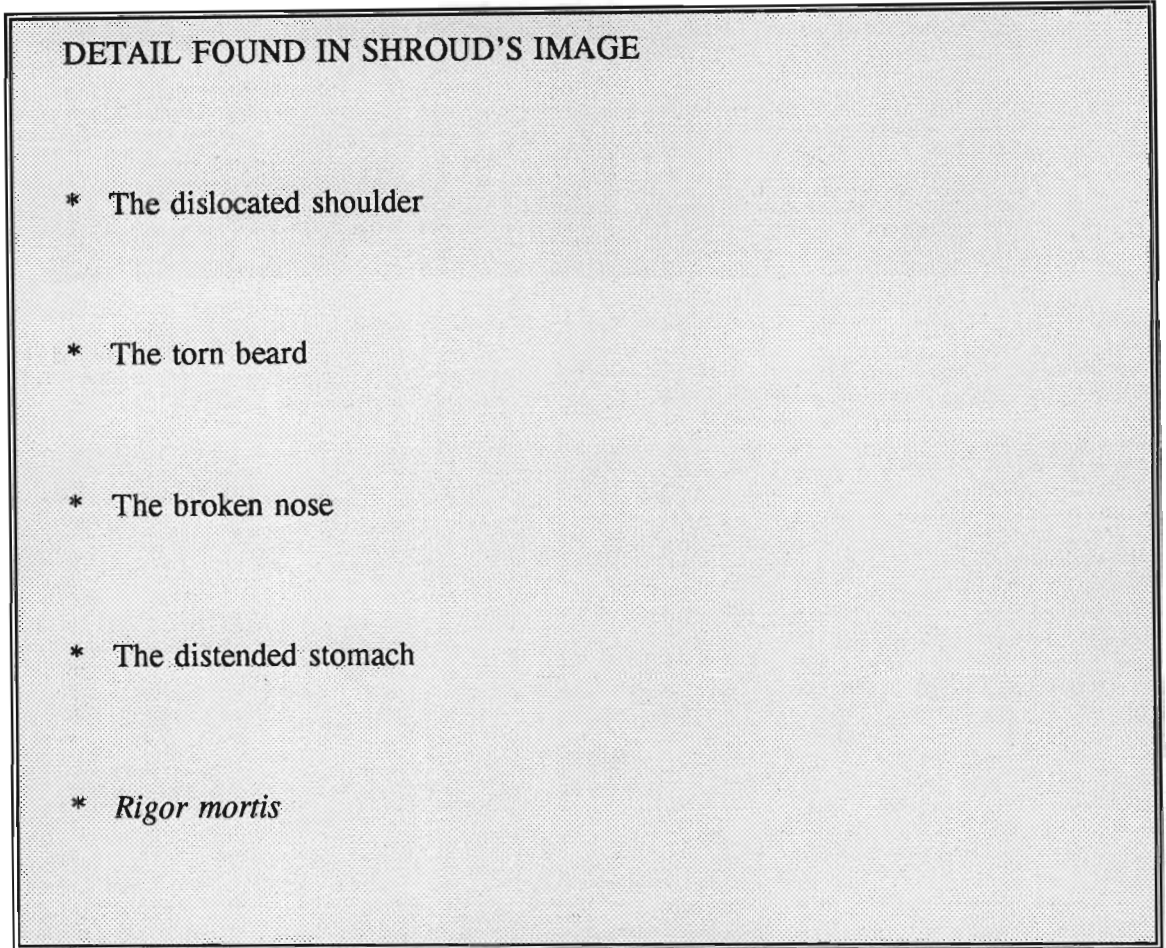 DETAIL FOUND IN SHROUD'S IMAGE
* The dislocated shoulder
* The torn beard
* The broken nose
* The distended stomach
* Rigor mortis